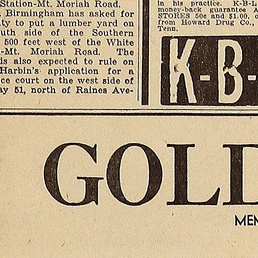 Station-Mt. Moriah Road.
Birmingham has asked for
ty to put a lumber yard on
uth side of the Southern
500 feet west of the White
-Mt. Moriah Road. The
is also expected to rule on
Harbin's application for a
ce court on the west side of
ay 51, north of Raines Ave-
in his practice. K-B-L
money-back guarantee A
STORES 50c and $1.00, o
from Howard Drug Co.,
Tenn.
K-B-
GOLD
MEN